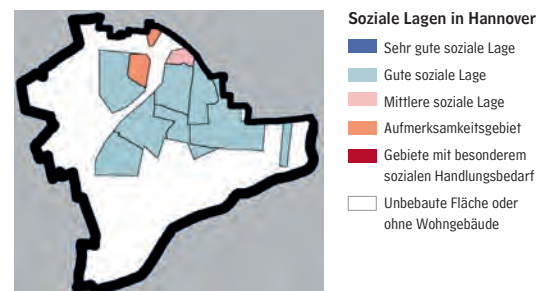 Soziale Lagen in Hannover
Sehr gute soziale Lage
Gute soziale Lage
Mittlere soziale Lage
Aufmerksamkeitsgebiet
Gebiete mit besonderem
sozialen Handlungsbedarf
Unbebaute Fläche oder
ohne Wohngebäude